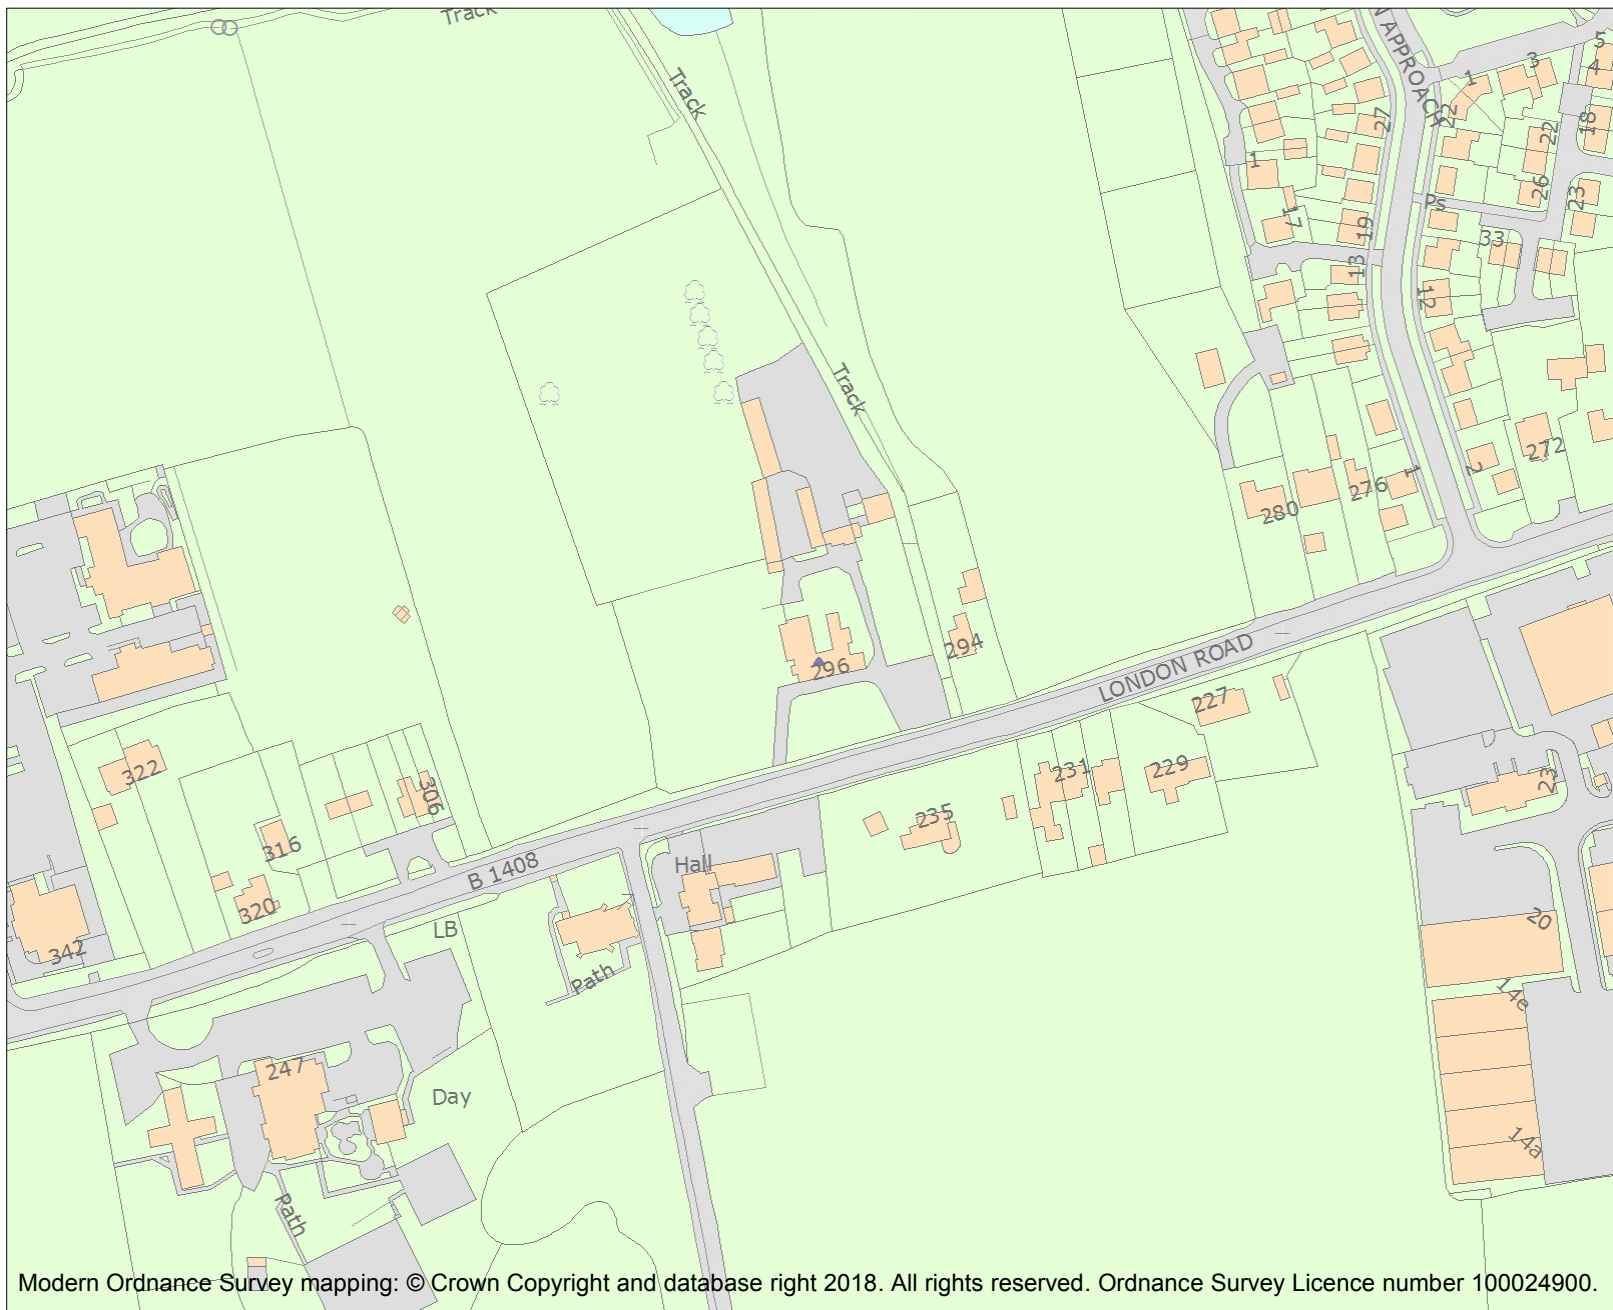 Track
N APPROACH
5
4
3
1
22
27
18
22
Track
1
26
23
Ps
17
19
33
13
12
Track
272
1
2
276
280
294
296
LONDON ROAD
227
322
306
231
229
23
235
316
B 1408
Hall
320
20
LB
342
Path
14e
247
Day
14a
Path
Modern Ordnance Survey mapping: © Crown Copyright and database right 2018. All rights reserved. Ordnance Survey Licence number 100024900.